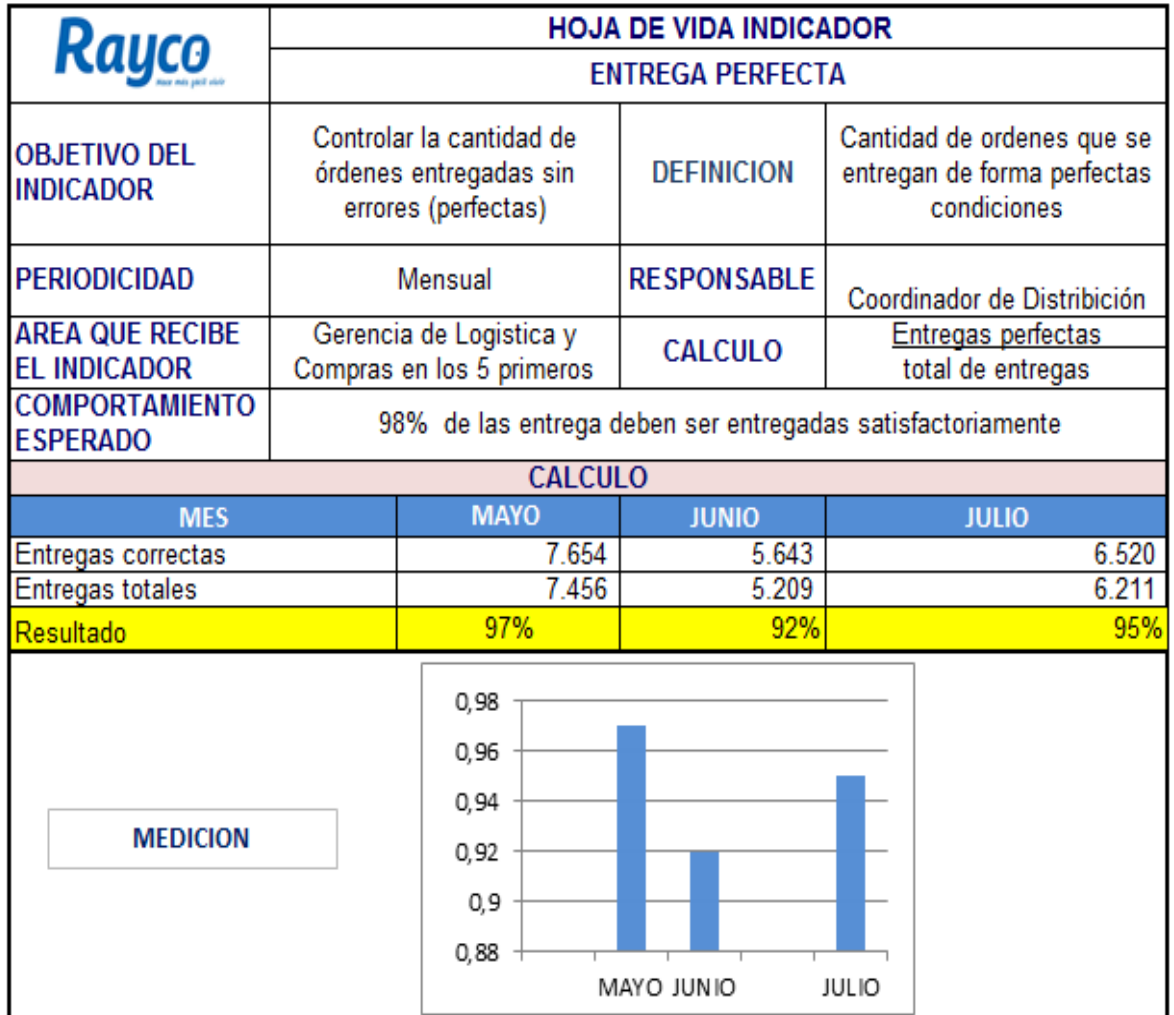 Rayco
Hace más fácil vivir
HOJA DE VIDA INDICADOR
ENTREGA PERFECTA
OBJETIVO DEL
INDICADOR
Controlar la cantidad de
órdenes entregadas sin
errores (perfectas)
DEFINICION
Cantidad de ordenes que se
entregan de forma perfectas
condiciones
PERIODICIDAD
Mensual
RESPONSABLE
Coordinador de Distribición
AREA QUE RECIBE
EL INDICADOR
Gerencia de Logistica y
Compras en los 5 primeros
CALCULO
Entregas perfectas
total de entregas
COMPORTAMIENTO
ESPERADO
98% de las entrega deben ser entregadas satisfactoriamente
CALCULO
MES MAYO JUNIO JULIO
Entregas correctas 7.654 5.643 6.520
Entregas totales 7.456 5.209 6.211
Resultado 97% 92% 95%
MEDICION
0,98
0,96
0,94
0,92
0,9
0,88
MAYO JUNIO JULIO